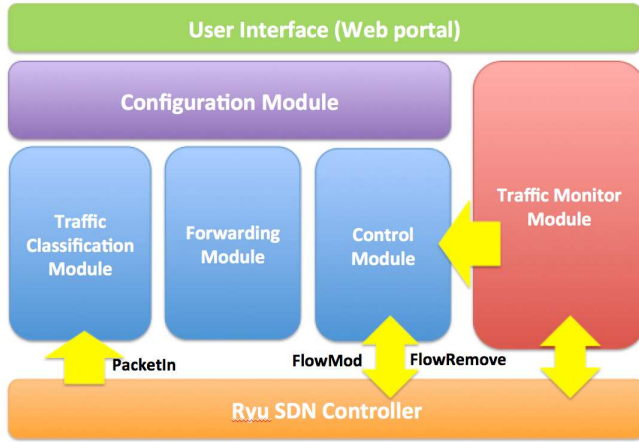 User Interface (Web portal)
Configuration Module
Traffic
Classification
Module
Forwarding
Module
Control
Module
Traffic Monitor
Module
PacketIn
FlowMod
FlowRemove
Ryu SDN Controller